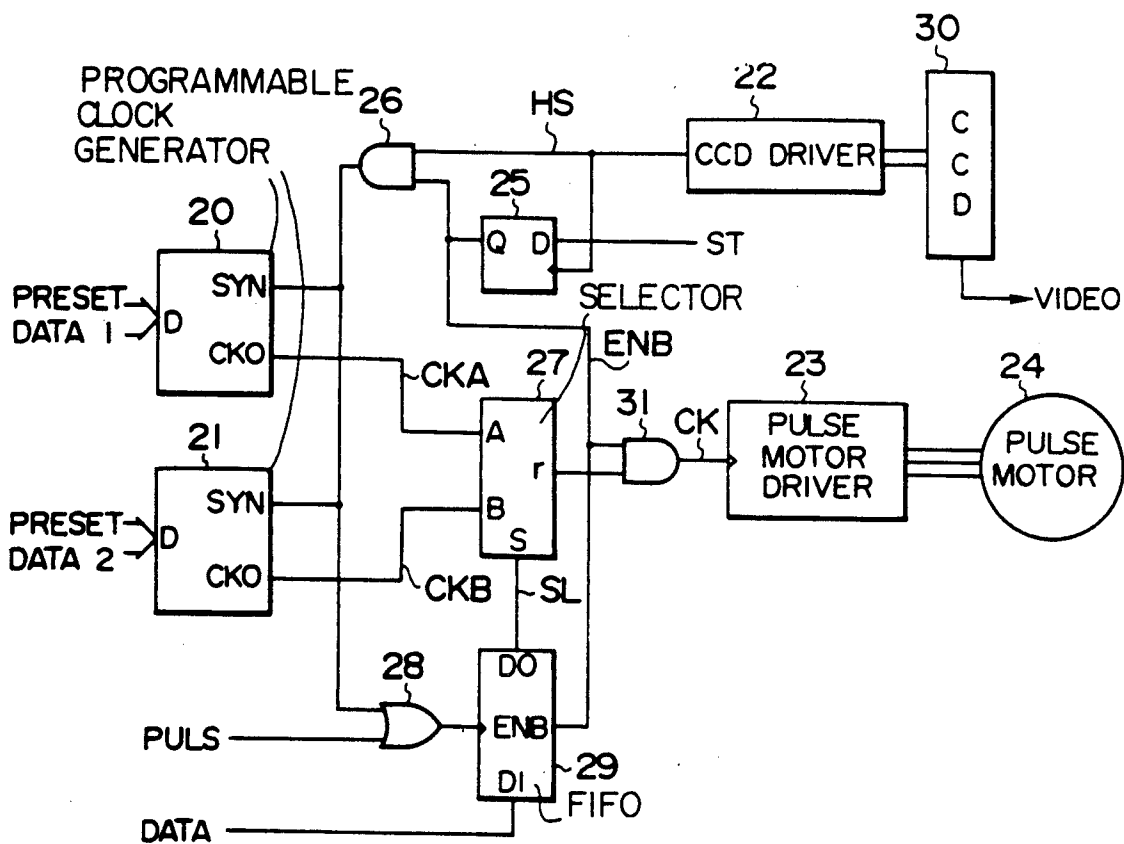 30
PROGRAMMABLE
CLOCK
GENERATOR
26
HS
22
CCD DRIVER
C
C
D
25
Q D
ST
20
SYN
PRESET
DATA 1
D
CKO
SELECTOR
VIDEO
CKA
ENB
27
A
r
B
S
31
CK
23
PULSE
MOTOR
DRIVER
24
PULSE
MOTOR
21
SYN
PRESET
DATA 2
D
CKO
CKB
SL
28
DO
ENB
DI
PULS
29
FIFO
DATA